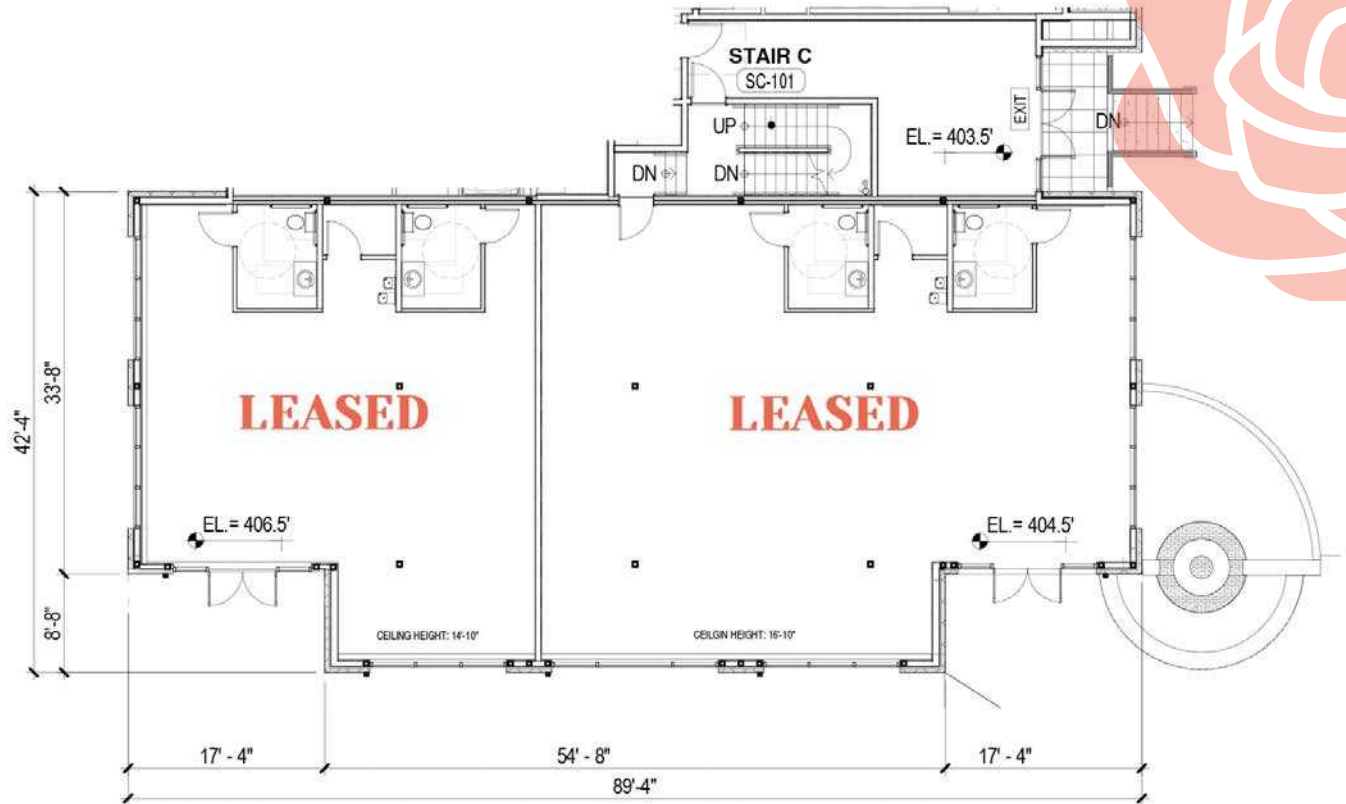 STAIR C
SC-101
UP
EXIT
DN
EL.= 403.5'
DN
DN
33'-8"
42'-4"
LEASED
LEASED
EL.= 406.5'
EL.= 404.5'
8'-8"
CEILING HEIGHT: 14'-10"
CEILGIN HEIGHT: 16'-10"
17' - 4"
54' - 8"
17' - 4"
89'-4"